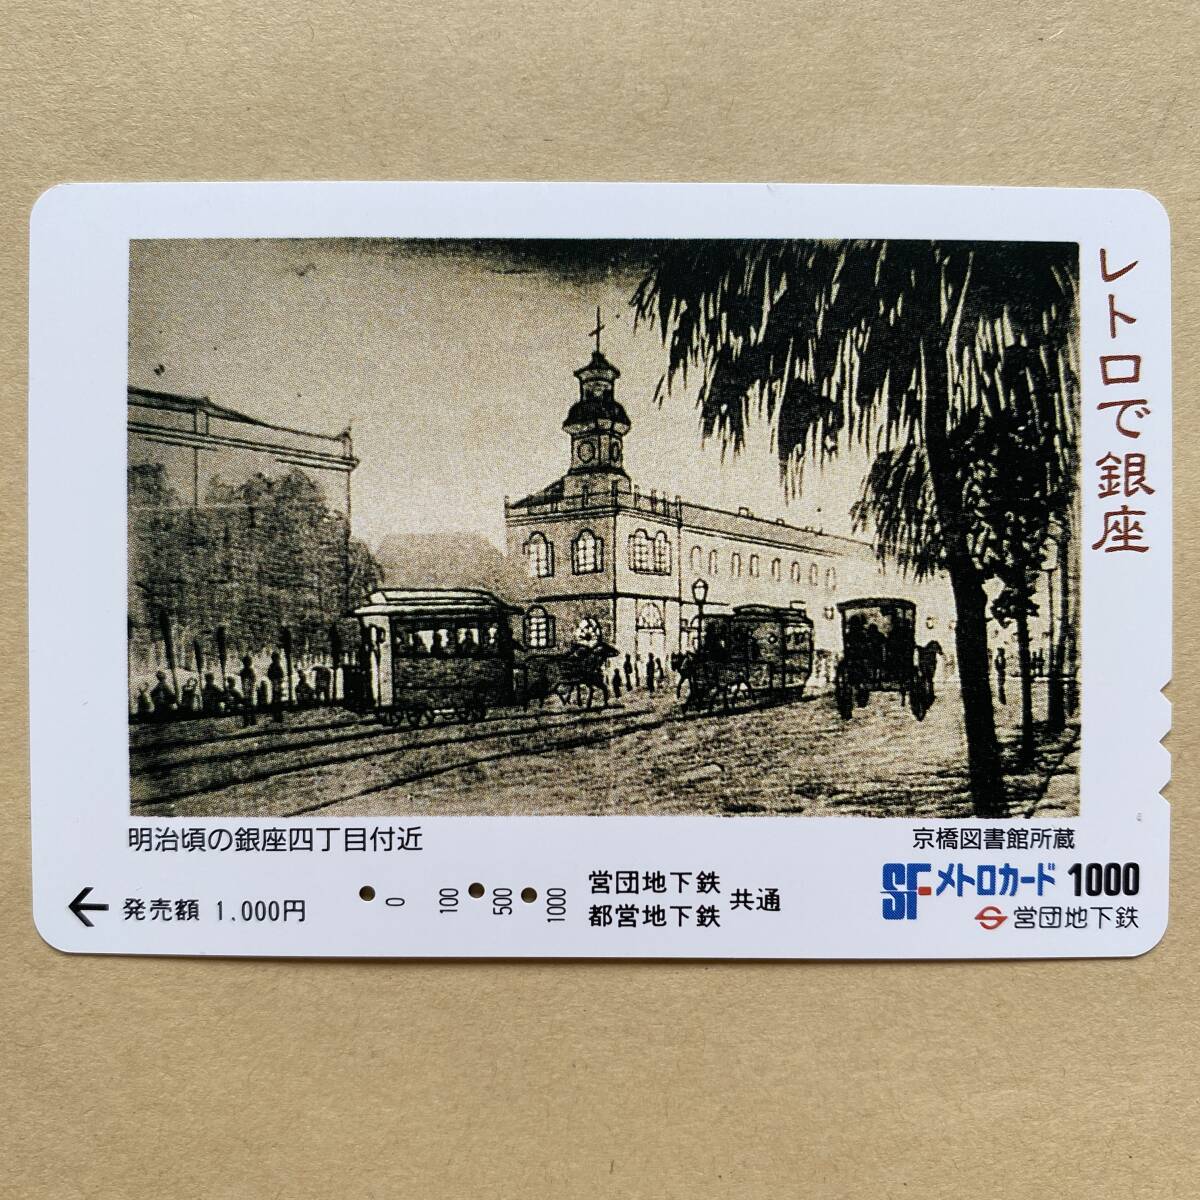 レトロで銀座
明治頃の銀座四丁目付近
京橋図書館所蔵
発売額 1,000円
0 100 500 1000
営団地下鉄
都営地下鉄
共通
SF メトロカード 1000
S 営団地下鉄